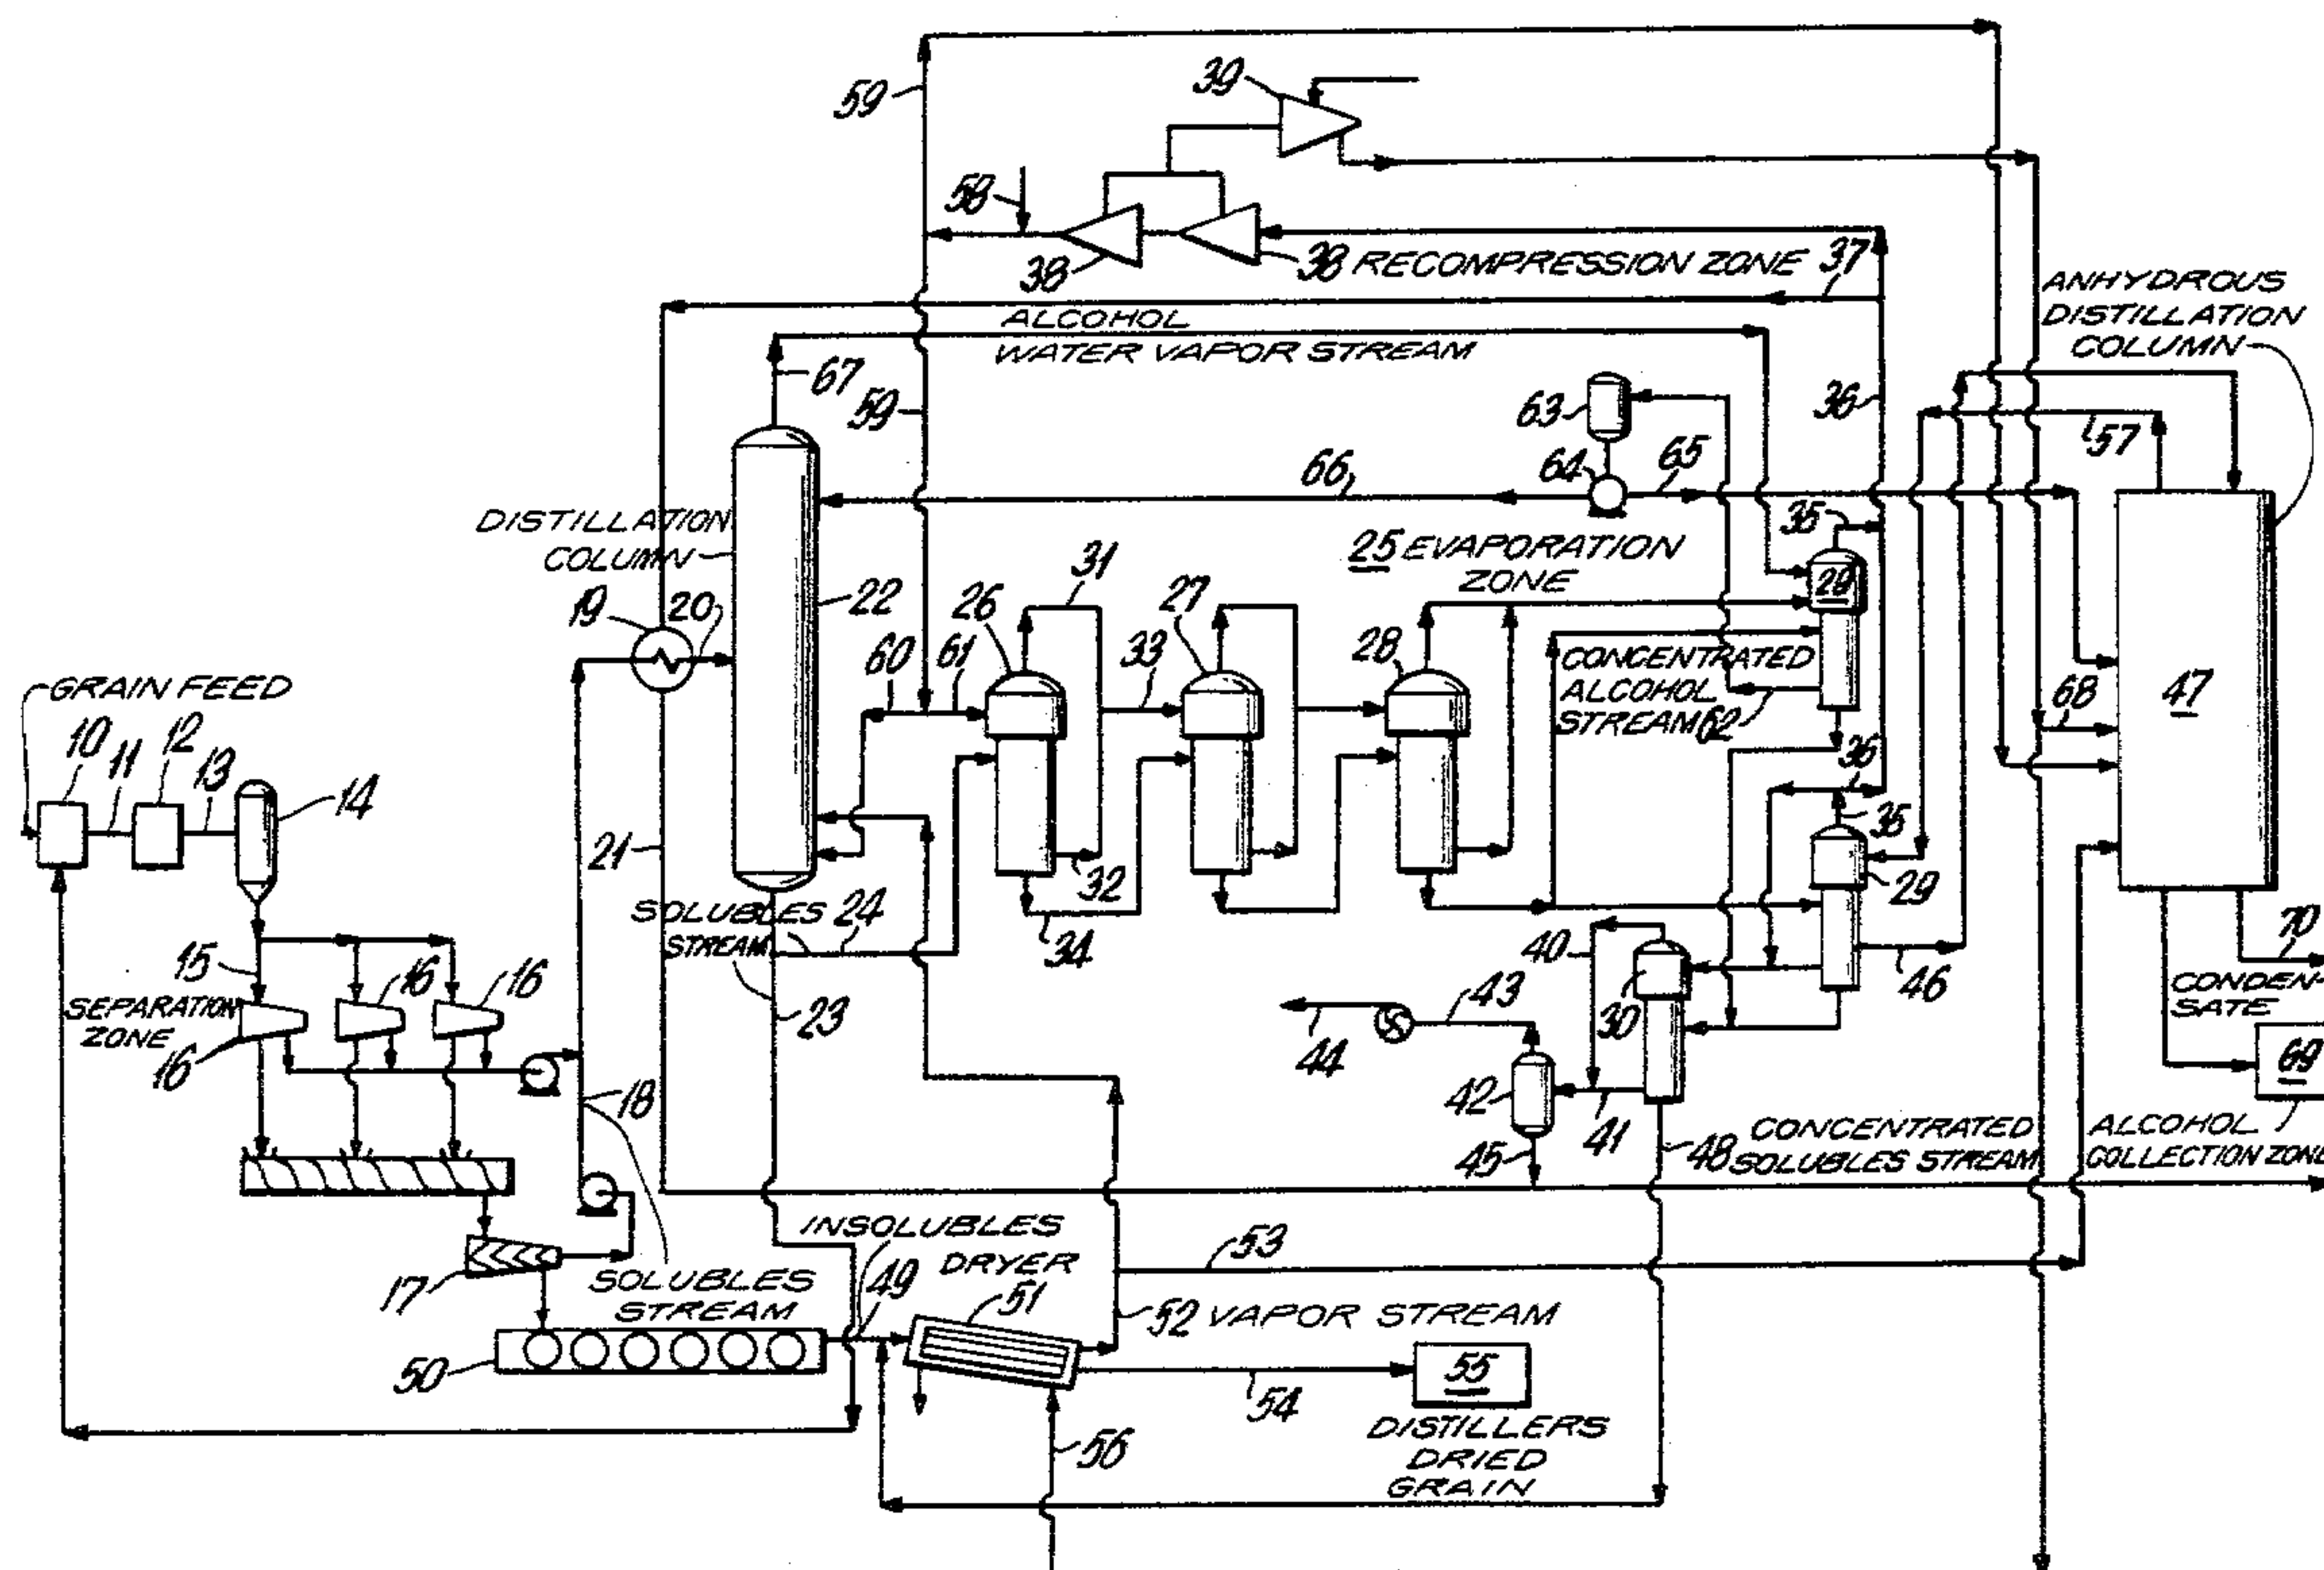 39
59
58
38
38 RECOMPRESSION ZONE
37
ANHYDROUS
DISTILLATION
COLUMN
ALCOHOL
WATER VAPOR STREAM
67
59
63
36
57
64
65
66
DISTILLATION
COLUMN
35
31
25 EVAPORATION
ZONE
29
19
20
22
26
27
28
60
61
33
CONCENTRATED
ALCOHOL
STREAM 62
47
68
GRAIN FEED
10
11
12
13
14
36
35
21
32
29
SOLUBLES
STREAM
24
34
40
46
70
CONDEN-
SATE
15
16
16
SEPARATION
ZONE
16
23
43
30
44
42
41
69
18
45
48
CONCENTRATED
SOLUBLES STREAM
ALCOHOL
COLLECTION ZONE
INSOLUBLES
DRYER
49
51
53
17
SOLUBLES
STREAM
52 VAPOR STREAM
50
55
54
56
DISTILLERS
DRIED
GRAIN